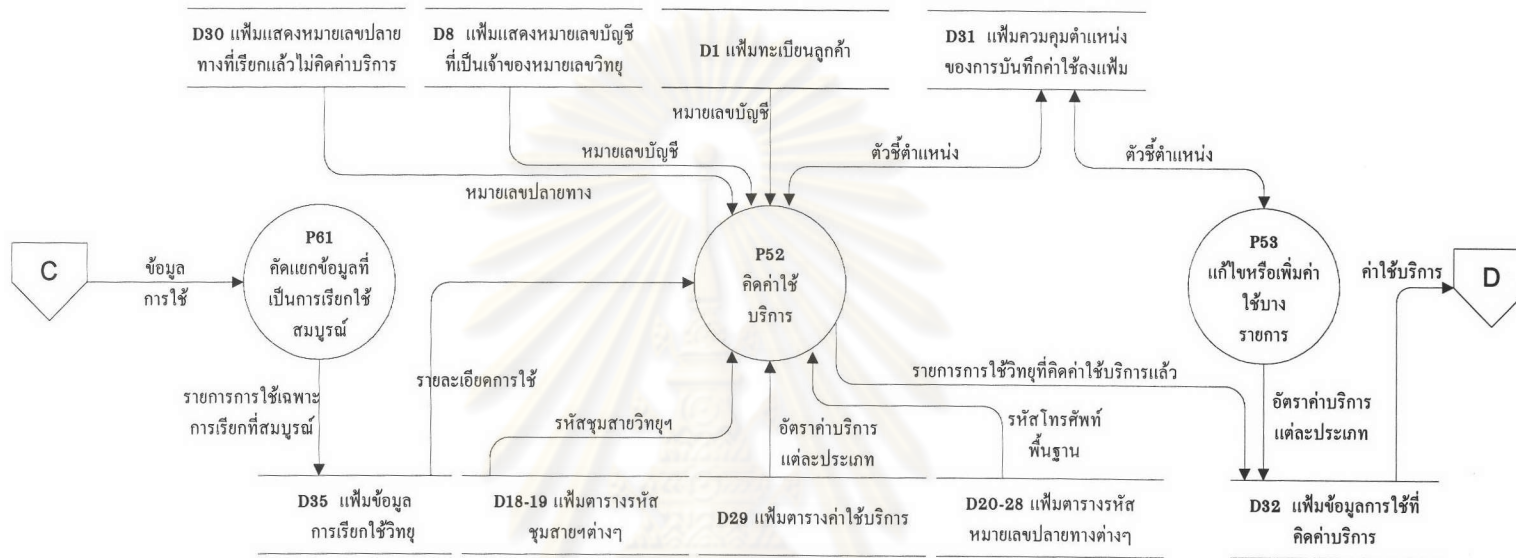 D30 แฟ้มแสดงหมายเลขปลาย
ทางที่เรียกแล้วไม่คิดค่าบริการ
D8 แฟ้มแสดงหมายเลขบัญชี
ที่เป็นเจ้าของหมายเลขวิทยุ
D1 แฟ้มทะเบียนลูกค้า
D31 แฟ้มควมคุมตำแหน่ง
ของการบันทึกค่าใช้ลงแฟ้ม
หมายเลขบัญชี
หมายเลขบัญชี
ตัวชี้ตำแหน่ง
ตัวชี้ตำแหน่ง
หมายเลขปลายทาง
C
ข้อมูล
การใช้
P61
คัดแยกข้อมูลที่
เป็นการเรียกใช้
สมบูรณ์
P52
คิดค่าใช้
บริการ
P53
แก้ไขหรือเพิ่มค่า
ใช้บาง
รายการ
ค่าใช้บริการ
D
รายการการใช้เฉพาะ
การเรียกที่สมบูรณ์
รายละเอียดการใช้
รหัสชุมสายวิทยุฯ
อัตราค่าบริการ
แต่ละประเภท
รายการการใช้วิทยุที่คิดค่าใช้บริการแล้ว
รหัสโทรศัพท์
พื้นฐาน
อัตราค่าบริการ
แต่ละประเภท
D35 แฟ้มข้อมูล
การเรียกใช้วิทยุ
D18-19 แฟ้มตารางรหัส
ชุมสายฯต่างๆ
D29 แฟ้มตารางค่าใช้บริการ
D20-28 แฟ้มตารางรหัส
หมายเลขปลายทางต่างๆ
D32 แฟ้มข้อมูลการใช้ที่
คิดค่าบริการ